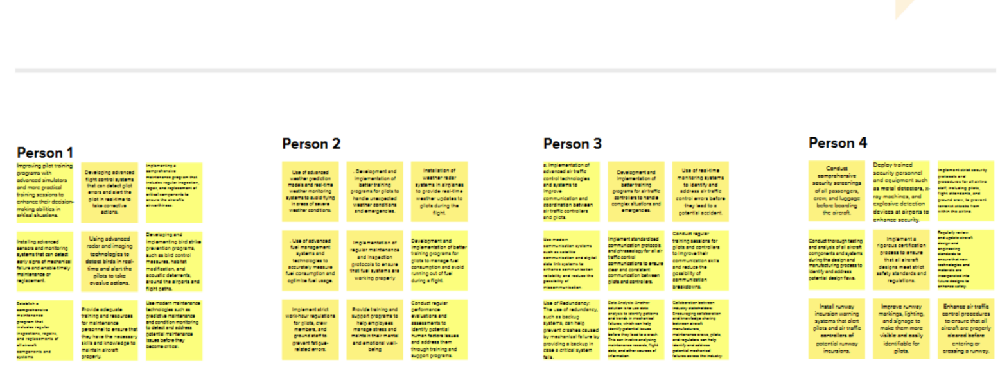 Person 1
Improving pilot training
programs with
advanced simulators
and more practical
training sessions to
enhance their decision-
making abilities in
critical situations.
Developing advanced
flight control systems
that can detect pilot
errors and alert the
pilot in real-time to
take corrective
actions.
Implementing a
comprehensive
maintenance program that
includes regular inspection,
repair, and replacement of
critical components to
ensure the aircraft's
airworthiness.
Installing advanced
sensors and monitoring
systems that can detect
early signs of mechanical
failure and enable timely
maintenance or
replacement.
Using advanced
radar and imaging
technologies to
detect birds in real-
time and alert the
pilots to take
evasive actions.
Developing and
implementing bird strike
prevention programs,
such as bird control
measures, habitat
modification, and
acoustic deterrents,
around the airports and
flight paths.
Establish a
comprehensive
maintenance
program that
includes regular
inspections, repairs,
and replacements of
all aircraft
components and
systems
Provide adequate
training and resources
for maintenance
personnel to ensure that
they have the necessary
skills and knowledge to
maintain aircraft
properly.
Use modern maintenance
technologies such as
predictive maintenance
and condition monitoring
to detect and address
potential maintenance
issues before they
become critical.
Person 2
Use of advanced
weather prediction
models and real-time
weather monitoring
systems to avoid flying
in areas of severe
weather conditions.
. Development and
implementation of
better training
programs for pilots to
handle unexpected
weather conditions
and emergencies.
Installation of
weather radar
systems in airplanes
to provide real-time
weather updates to
pilots during the
flight.
. Use of advanced
fuel management
systems and
technologies to
accurately measure
fuel consumption and
optimize fuel usage.
Implementation of
regular maintenance
and inspection
protocols to ensure
that fuel systems are
working properly
Development and
implementation of better
training programs for
pilots to manage fuel
consumption and avoid
running out of fuel
during a flight.
Implement strict
work-hour regulations
for pilots, crew
members, and
ground staff to
prevent fatigue-
related errors.
Provide training and
support programs to
help employees
manage stress and
maintain their mental
and emotional well-
being
Conduct regular
performance
evaluations and
assessments to
identify potential
human factors issues
and address them
through training and
support programs.
Person 3
a. Implementation of
advanced air traffic
control technologies
and systems to
improve
communication and
coordination between
air traffic controllers
and pilots.
Development and
implementation of
better training
programs for air traffic
controllers to handle
complex situations and
emergencies.
Use of real-time
monitoring systems
to identify and
address air traffic
control errors before
they lead to a
potential accident.
Use modern
communication systems
such as satellite
communication and digital
data link systems to
enhance communication
reliability and reduce the
possibility of
miscommunication
Implement standardized
communication protocols
and phraseology for all air
traffic control
communications to ensure
clear and consistent
communication between
pilots and controllers.
Conduct regular
training sessions for
pilots and controllers
to improve their
communication skills
and reduce the
possibility of
communication
breakdowns.
Use of Redundancy:
The use of redundancy,
such as backup
systems, can help
prevent crashes caused
by mechanical failure by
providing a backup in
case a critical system
fails.
Data Analysis: Another
solution is to use data
analysis to identify patterns
and trends in mechanical
failures, which can help
identify potential issues
before they lead to a crash.
This can involve analyzing
maintenance records, flight
data, and other sources of
information.
Collaboration between
industry stakeholders:
Encouraging collaboration
and knowledge sharing
between aircraft
manufacturers,
maintenance crews, pilots,
and regulators can help
identify and address
potential mechanical
failures across the industry
Person 4
Conduct
comprehensive
security screenings
of all passengers,
crew, and luggage
before boarding
the aircraft.
Deploy trained
security personnel
and equipment such
as metal detectors, x-
ray machines, and
explosive detection
devices at airports to
enhance security.
Implement strict security
protocols and
procedures for all airline
staff, including pilots,
flight attendants, and
ground crew, to prevent
terrorist attacks from
within the airline.
Conduct thorough testing
and analysis of all aircraft
components and systems
during the design and
manufacturing process to
identify and address
potential design flaws.
Implement a
rigorous certification
process to ensure
that all aircraft
designs meet strict
safety standards and
regulations.
Regularly review
and update aircraft
design and
engineering
standards to
ensure that new
technologies and
materials are
incorporated into
future designs to
enhance safety.
Install runway
incursion warning
systems that alert
pilots and air traffic
controllers of
potential runway
incursions.
Improve runway
markings, lighting,
and signage to
make them more
visible and easily
identifiable for
pilots.
Enhance air traffic
control procedures
to ensure that all
aircraft are properly
cleared before
entering or
crossing a runway.